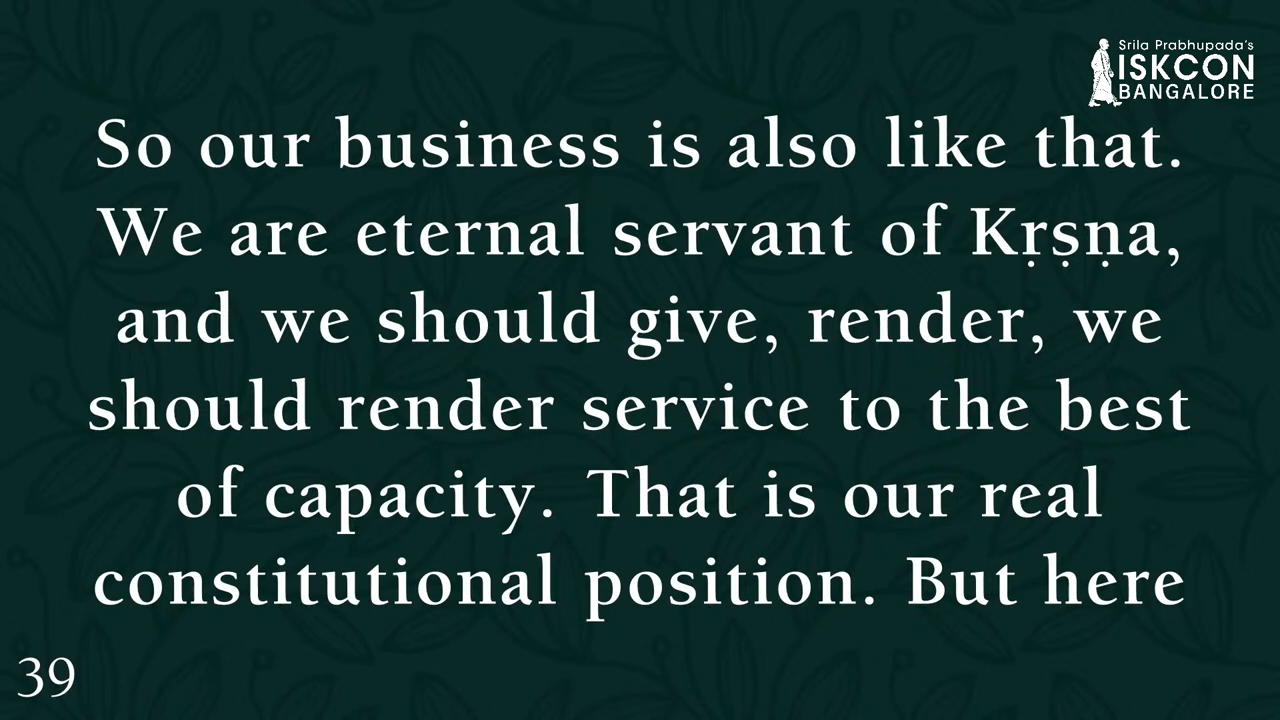 Srila Prabhupada's
ISKCON
BANGALORE
So our business is also like that.
We are eternal servant of Kṛṣṇa,
and we should give, render, we
should render service to the best
of capacity. That is our real
constitutional position. But here
39